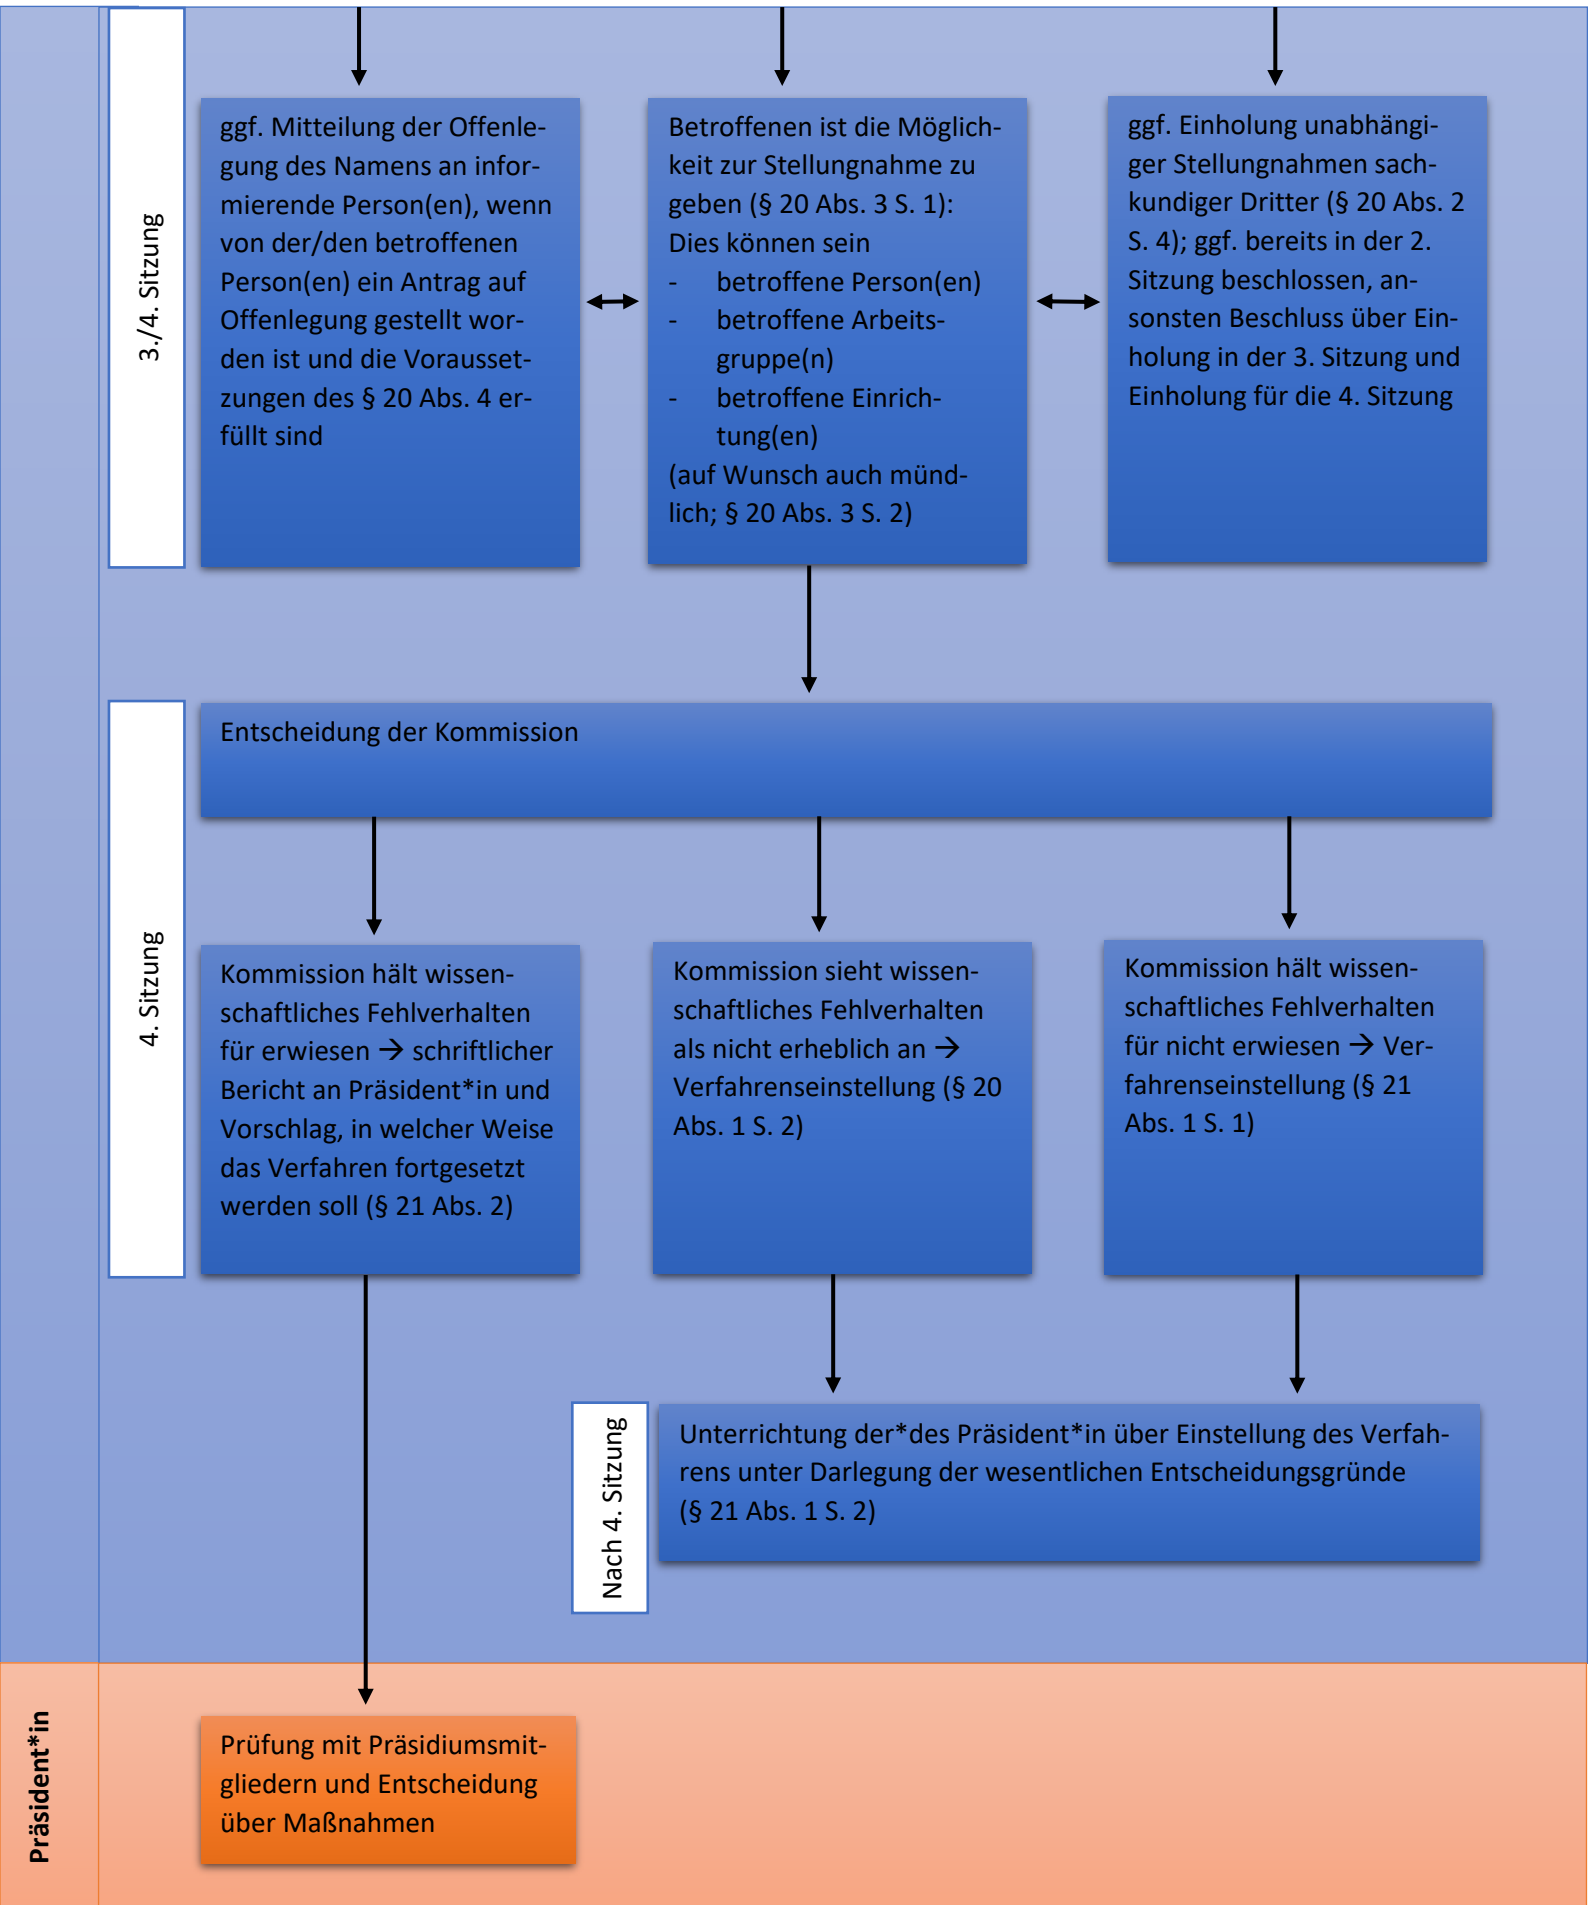 3./4. Sitzung
ggf. Mitteilung der Offenle-
gung des Namens an infor-
mierende Person(en), wenn
von der/den betroffenen
Person(en) ein Antrag auf
Offenlegung gestellt wor-
den ist und die Vorausset-
zungen des § 20 Abs. 4 er-
füllt sind
Betroffenen ist die Möglich-
keit zur Stellungnahme zu
geben (§ 20 Abs. 3 S. 1):
Dies können sein
- betroffene Person(en)
- betroffene Arbeits-
gruppe(n)
- betroffene Einrich-
tung(en)
(auf Wunsch auch münd-
lich; § 20 Abs. 3 S. 2)
ggf. Einholung unabhängi-
ger Stellungnahmen sach-
kundiger Dritter (§ 20 Abs. 2
S. 4); ggf. bereits in der 2.
Sitzung beschlossen, an-
sonsten Beschluss über Ein-
holung in der 3. Sitzung und
Einholung für die 4. Sitzung
4. Sitzung
Entscheidung der Kommission
Kommission hält wissen-
schaftliches Fehlverhalten
für erwiesen → schriftlicher
Bericht an Präsident*in und
Vorschlag, in welcher Weise
das Verfahren fortgesetzt
werden soll (§ 21 Abs. 2)
Kommission sieht wissen-
schaftliches Fehlverhalten
als nicht erheblich an →
Verfahrenseinstellung (§ 20
Abs. 1 S. 2)
Kommission hält wissen-
schaftliches Fehlverhalten
für nicht erwiesen → Ver-
fahrenseinstellung (§ 21
Abs. 1 S. 1)
Nach 4. Sitzung
Unterrichtung der*des Präsident*in über Einstellung des Verfah-
rens unter Darlegung der wesentlichen Entscheidungsgründe
(§ 21 Abs. 1 S. 2)
Präsident*in
Prüfung mit Präsidiumsmit-
gliedern und Entscheidung
über Maßnahmen